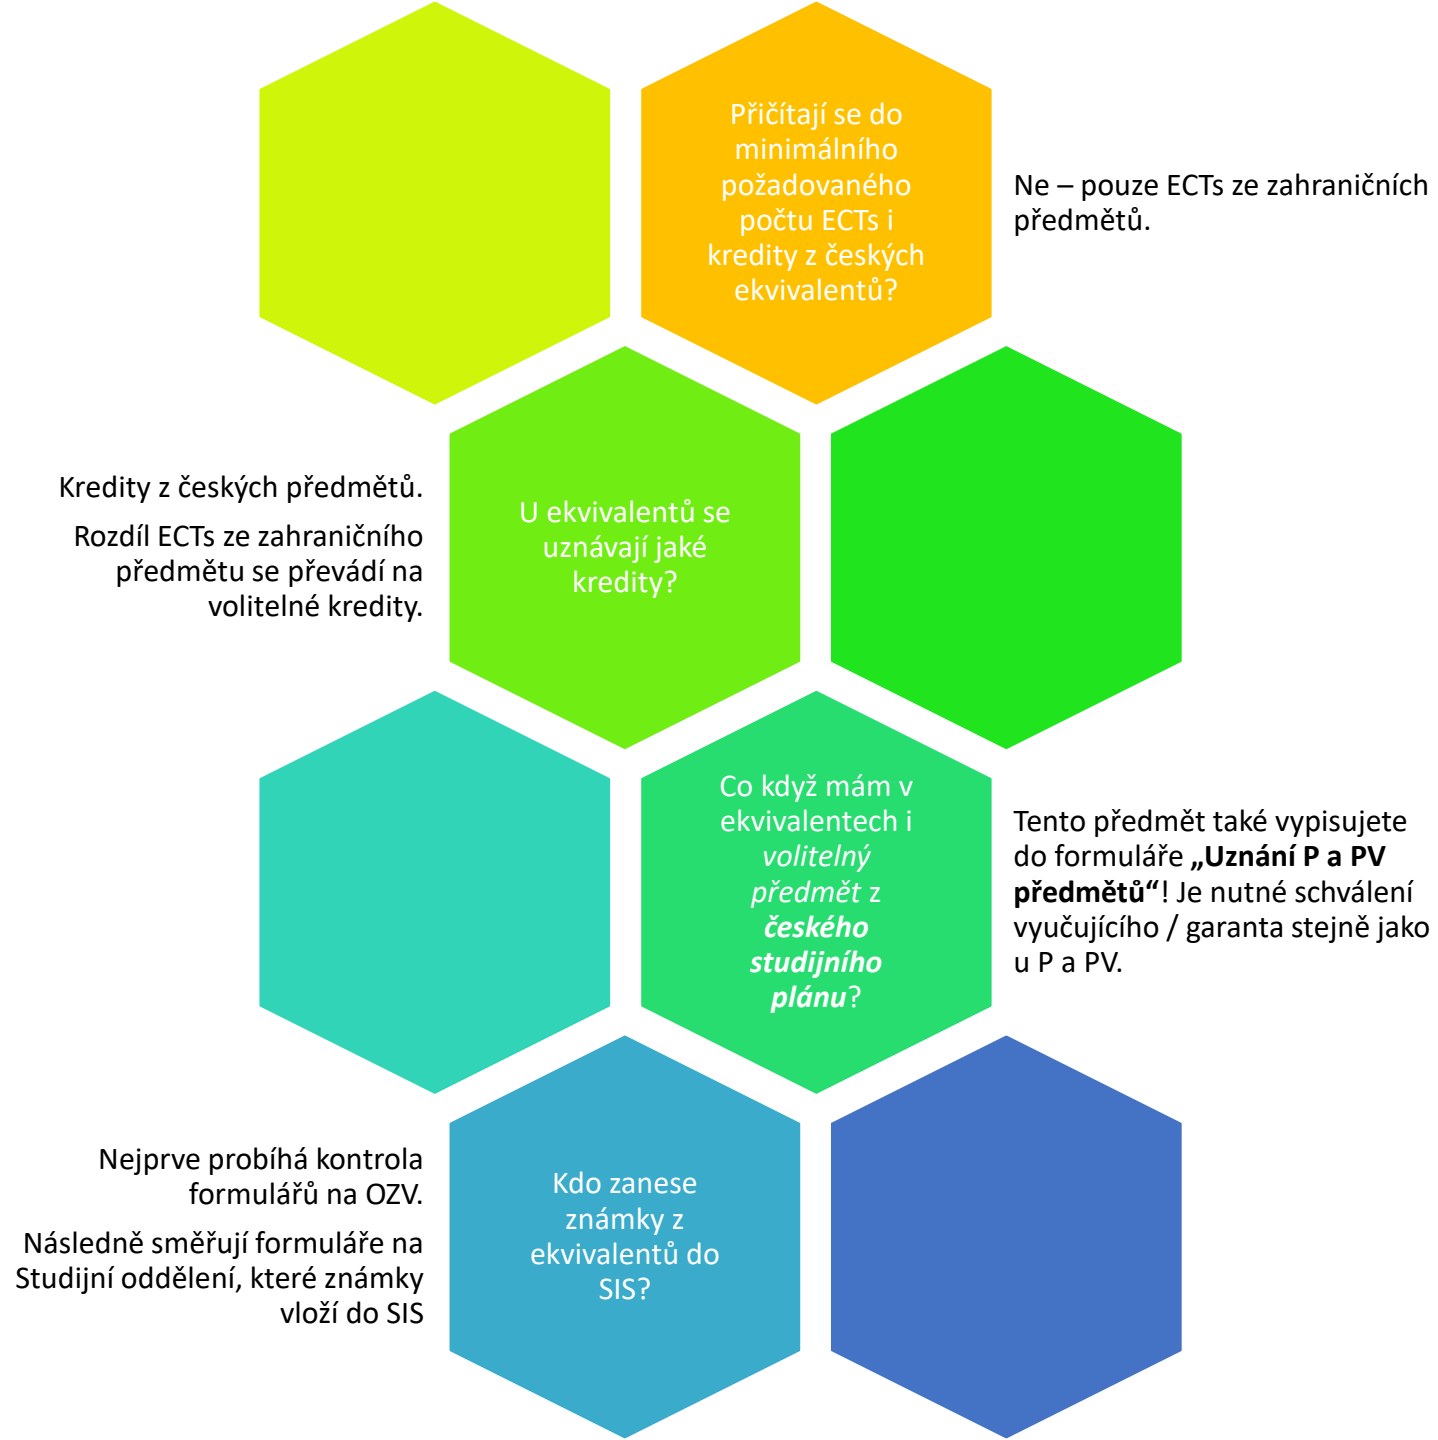 Přičítají se do
minimálního
požadovaného
počtu ECTs i
kredity z českých
ekvivalentů?
Ne – pouze ECTs ze zahraničních
předmětů.
U ekvivalentů se
uznávají jaké
kredity?
Kredity z českých předmětů.
Rozdíl ECTs ze zahraničního
předmětu se převádí na
volitelné kredity.
Co když mám v
ekvivalentech i
volitelný
předmět z
českého
studijního
plánu?
Tento předmět také vypisujete
do formuláře „Uznání P a PV
předmětů“! Je nutné schválení
vyučujícího / garanta stejně jako
u P a PV.
Kdo zanese
známky z
ekvivalentů do
SIS?
Nejprve probíhá kontrola
formulářů na OZV.
Následně směřují formuláře na
Studijní oddělení, které známky
vloží do SIS